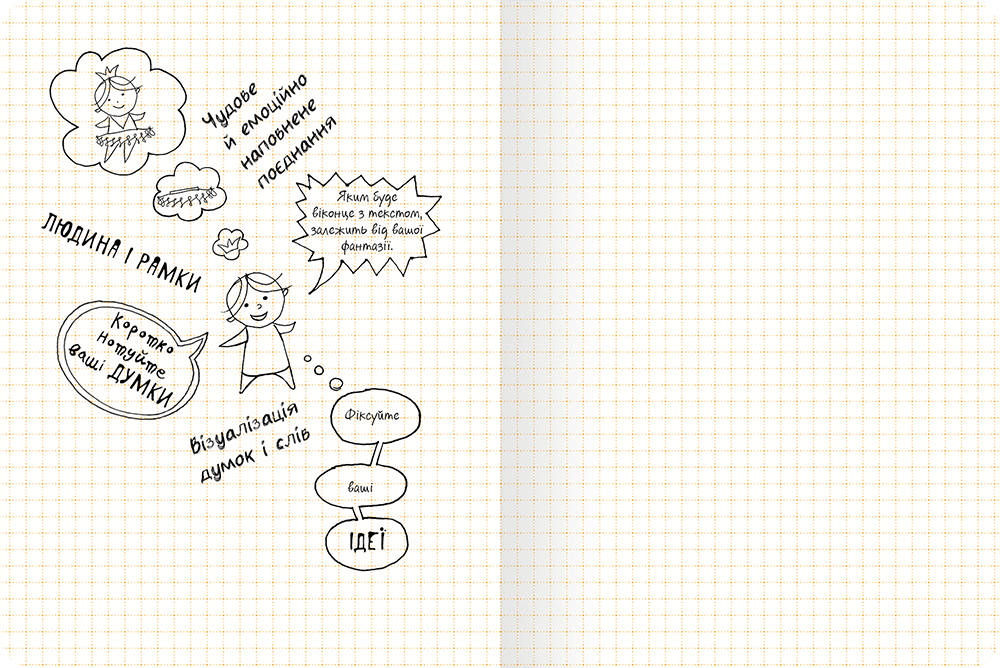 Чудове
й емоційно
наповнене
поєднання
Яким буде
віконце з текстом,
залежить від вашої
фантазії.
ЛЮДИНА І РАМКИ
Коротко
нотуйте
ваші ДУМКИ
Візуалізація
думок і слів
Фіксуйте
ваші
ІДЕЇ